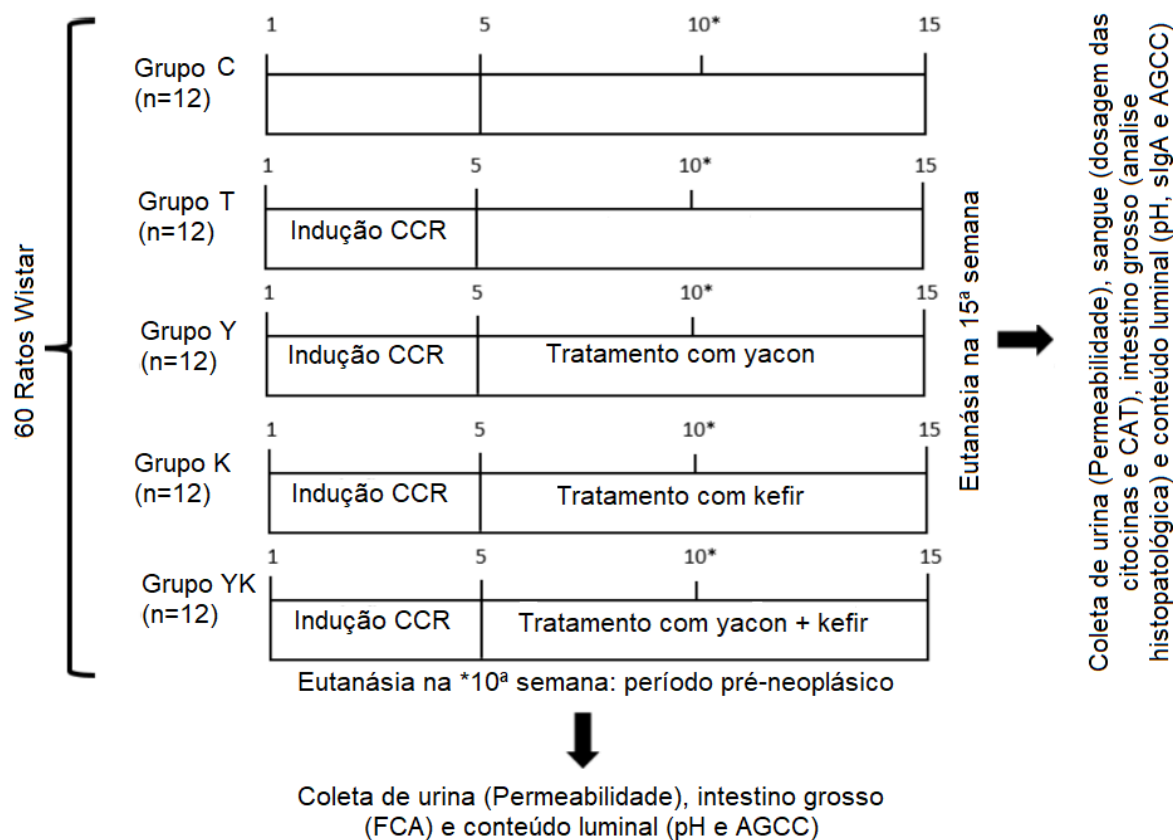 60 Ratos Wistar
1 5 10* 15
Grupo C
(n=12)
1 5 10* 15
Grupo T
(n=12)
Indução CCR
1 5 10* 15
Grupo Y
(n=12)
Indução CCR
Tratamento com yacon
1 5 10* 15
Grupo K
(n=12)
Indução CCR
Tratamento com kefir
1 5 10* 15
Grupo YK
(n=12)
Indução CCR
Tratamento com yacon + kefir
Eutanásia na *10ª semana: período pré-neoplásico
Coleta de urina (Permeabilidade), intestino grosso
(FCA) e conteúdo luminal (pH e AGCC)
Eutanásia na 15ª semana
Coleta de urina (Permeabilidade), sangue (dosagem das
citocinas e CAT), intestino grosso (analise
histopatológica) e conteúdo luminal (pH, sIgA e AGCC)